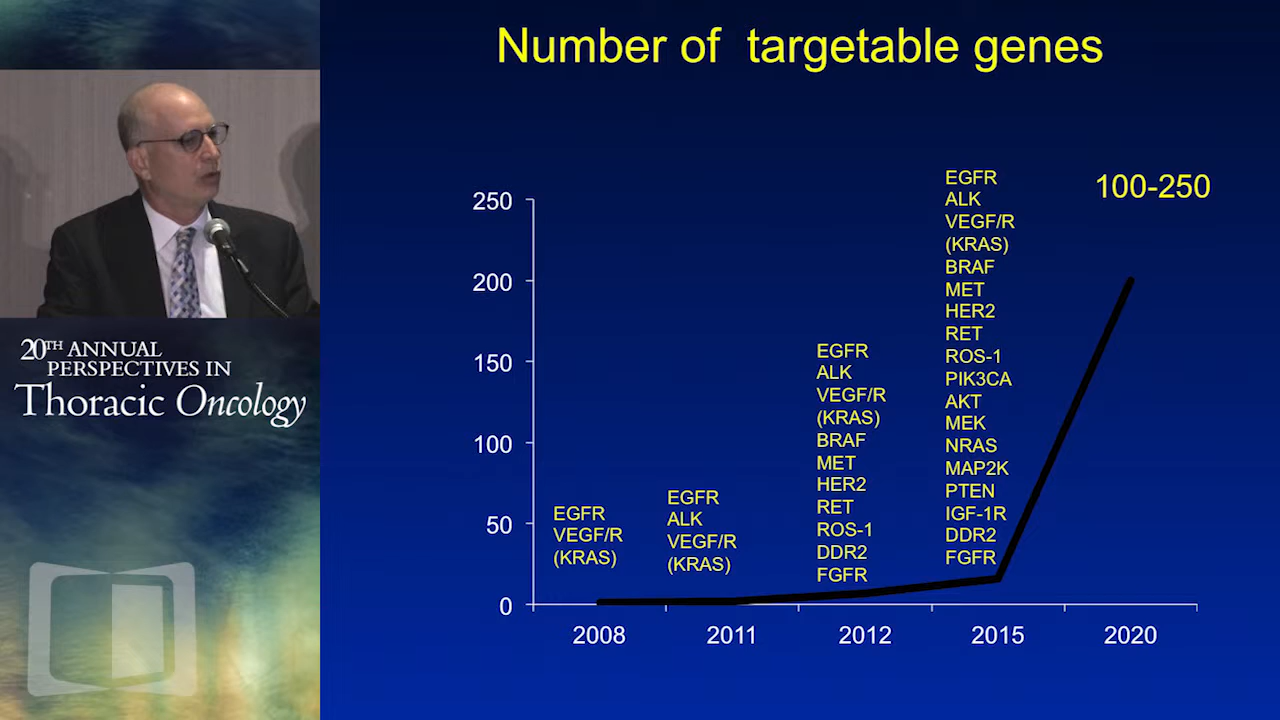 Number of targetable genes
20TH ANNUAL
PERSPECTIVES IN
Thoracic Oncology
250
200
150
100
50
0
EGFR
VEGF/R
(KRAS)
EGFR
ALK
VEGF/R
(KRAS)
EGFR
ALK
VEGF/R
(KRAS)
BRAF
MET
HER2
RET
ROS-1
DDR2
FGFR
EGFR
ALK
VEGF/R
(KRAS)
BRAF
MET
HER2
RET
ROS-1
PIK3CA
AKT
MEK
NRAS
MAP2K
PTEN
IGF-1R
DDR2
FGFR
100-250
2008
2011
2012
2015
2020